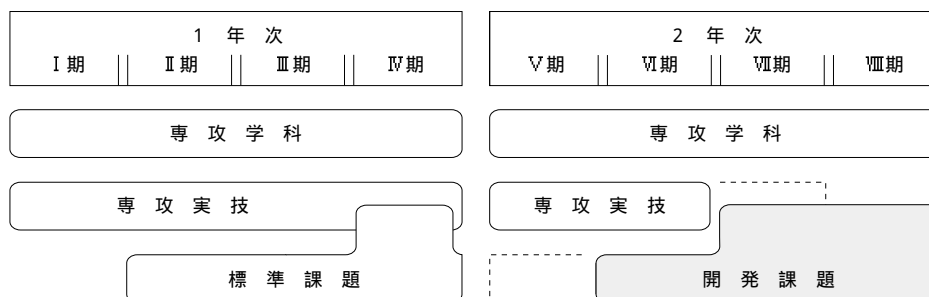 1 年 次
Ⅰ期 Ⅱ期 Ⅲ期 Ⅳ期
2 年 次
Ⅴ期 Ⅵ期 Ⅶ期 Ⅷ期
専 攻 学 科
専 攻 学 科
専 攻 実 技
専 攻 実 技
標 準 課 題
開 発 課 題